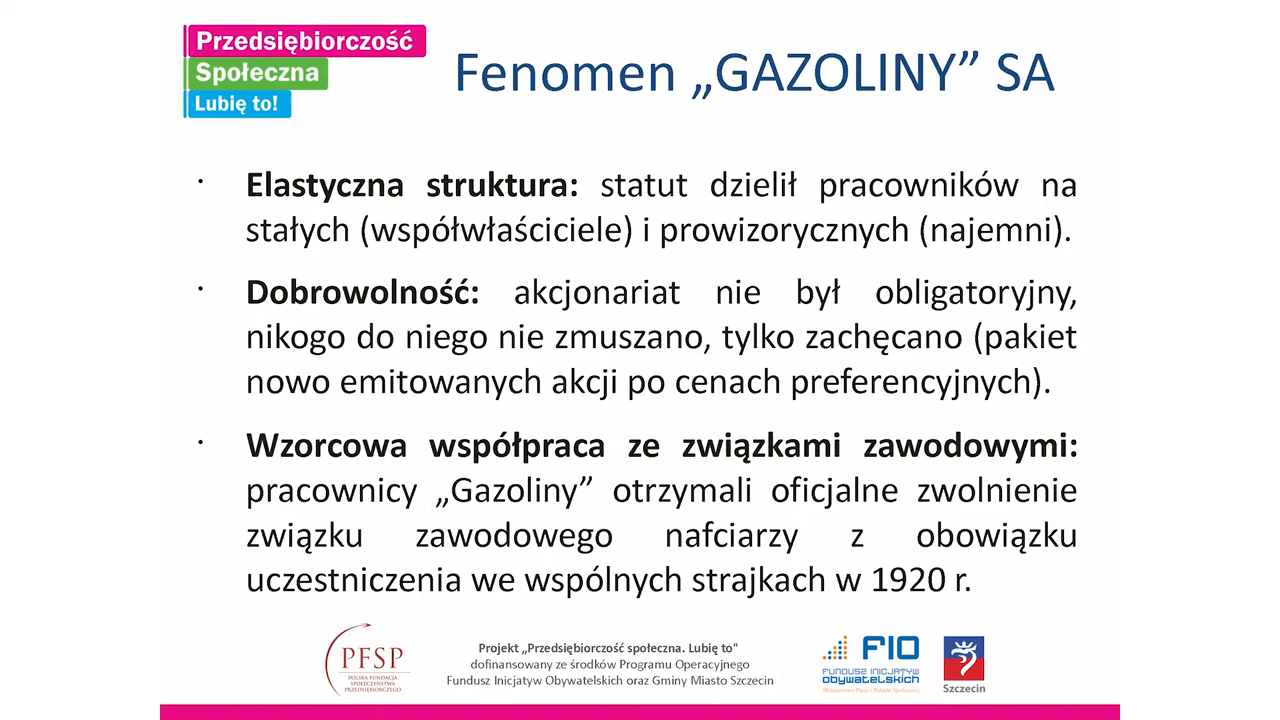 Przedsiębiorczość
Społeczna
Lubię to!
Fenomen „GAZOLINY” SA
· Elastyczna struktura: statut dzielił pracowników na
stałych (współwłaściciele) i prowizorycznych (najemni).
· Dobrowolność: akcjonariat nie był obligatoryjny,
nikogo do niego nie zmuszano, tylko zachęcano (pakiet
nowo emitowanych akcji po cenach preferencyjnych).
· Wzorcowa współpraca ze związkami zawodowymi:
pracownicy „Gazoliny” otrzymali oficjalne zwolnienie
związku zawodowego nafciarzy z obowiązku
uczestniczenia we wspólnych strajkach w 1920 r.
PFSP
POLSKA FUNDACJA
SPOŁECZEŃSTWA
PRZEDSIĘBIORCZEGO
Projekt „Przedsiębiorczość społeczna. Lubię to"
dofinansowany ze środków Programu Operacyjnego
Fundusz Inicjatyw Obywatelskich oraz Gminy Miasto Szczecin
FIO
FUNDUSZ INICJATYW
OBYWATELSKICH
Ministerstwo Pracy i Polityki Społecznej
Szczecin